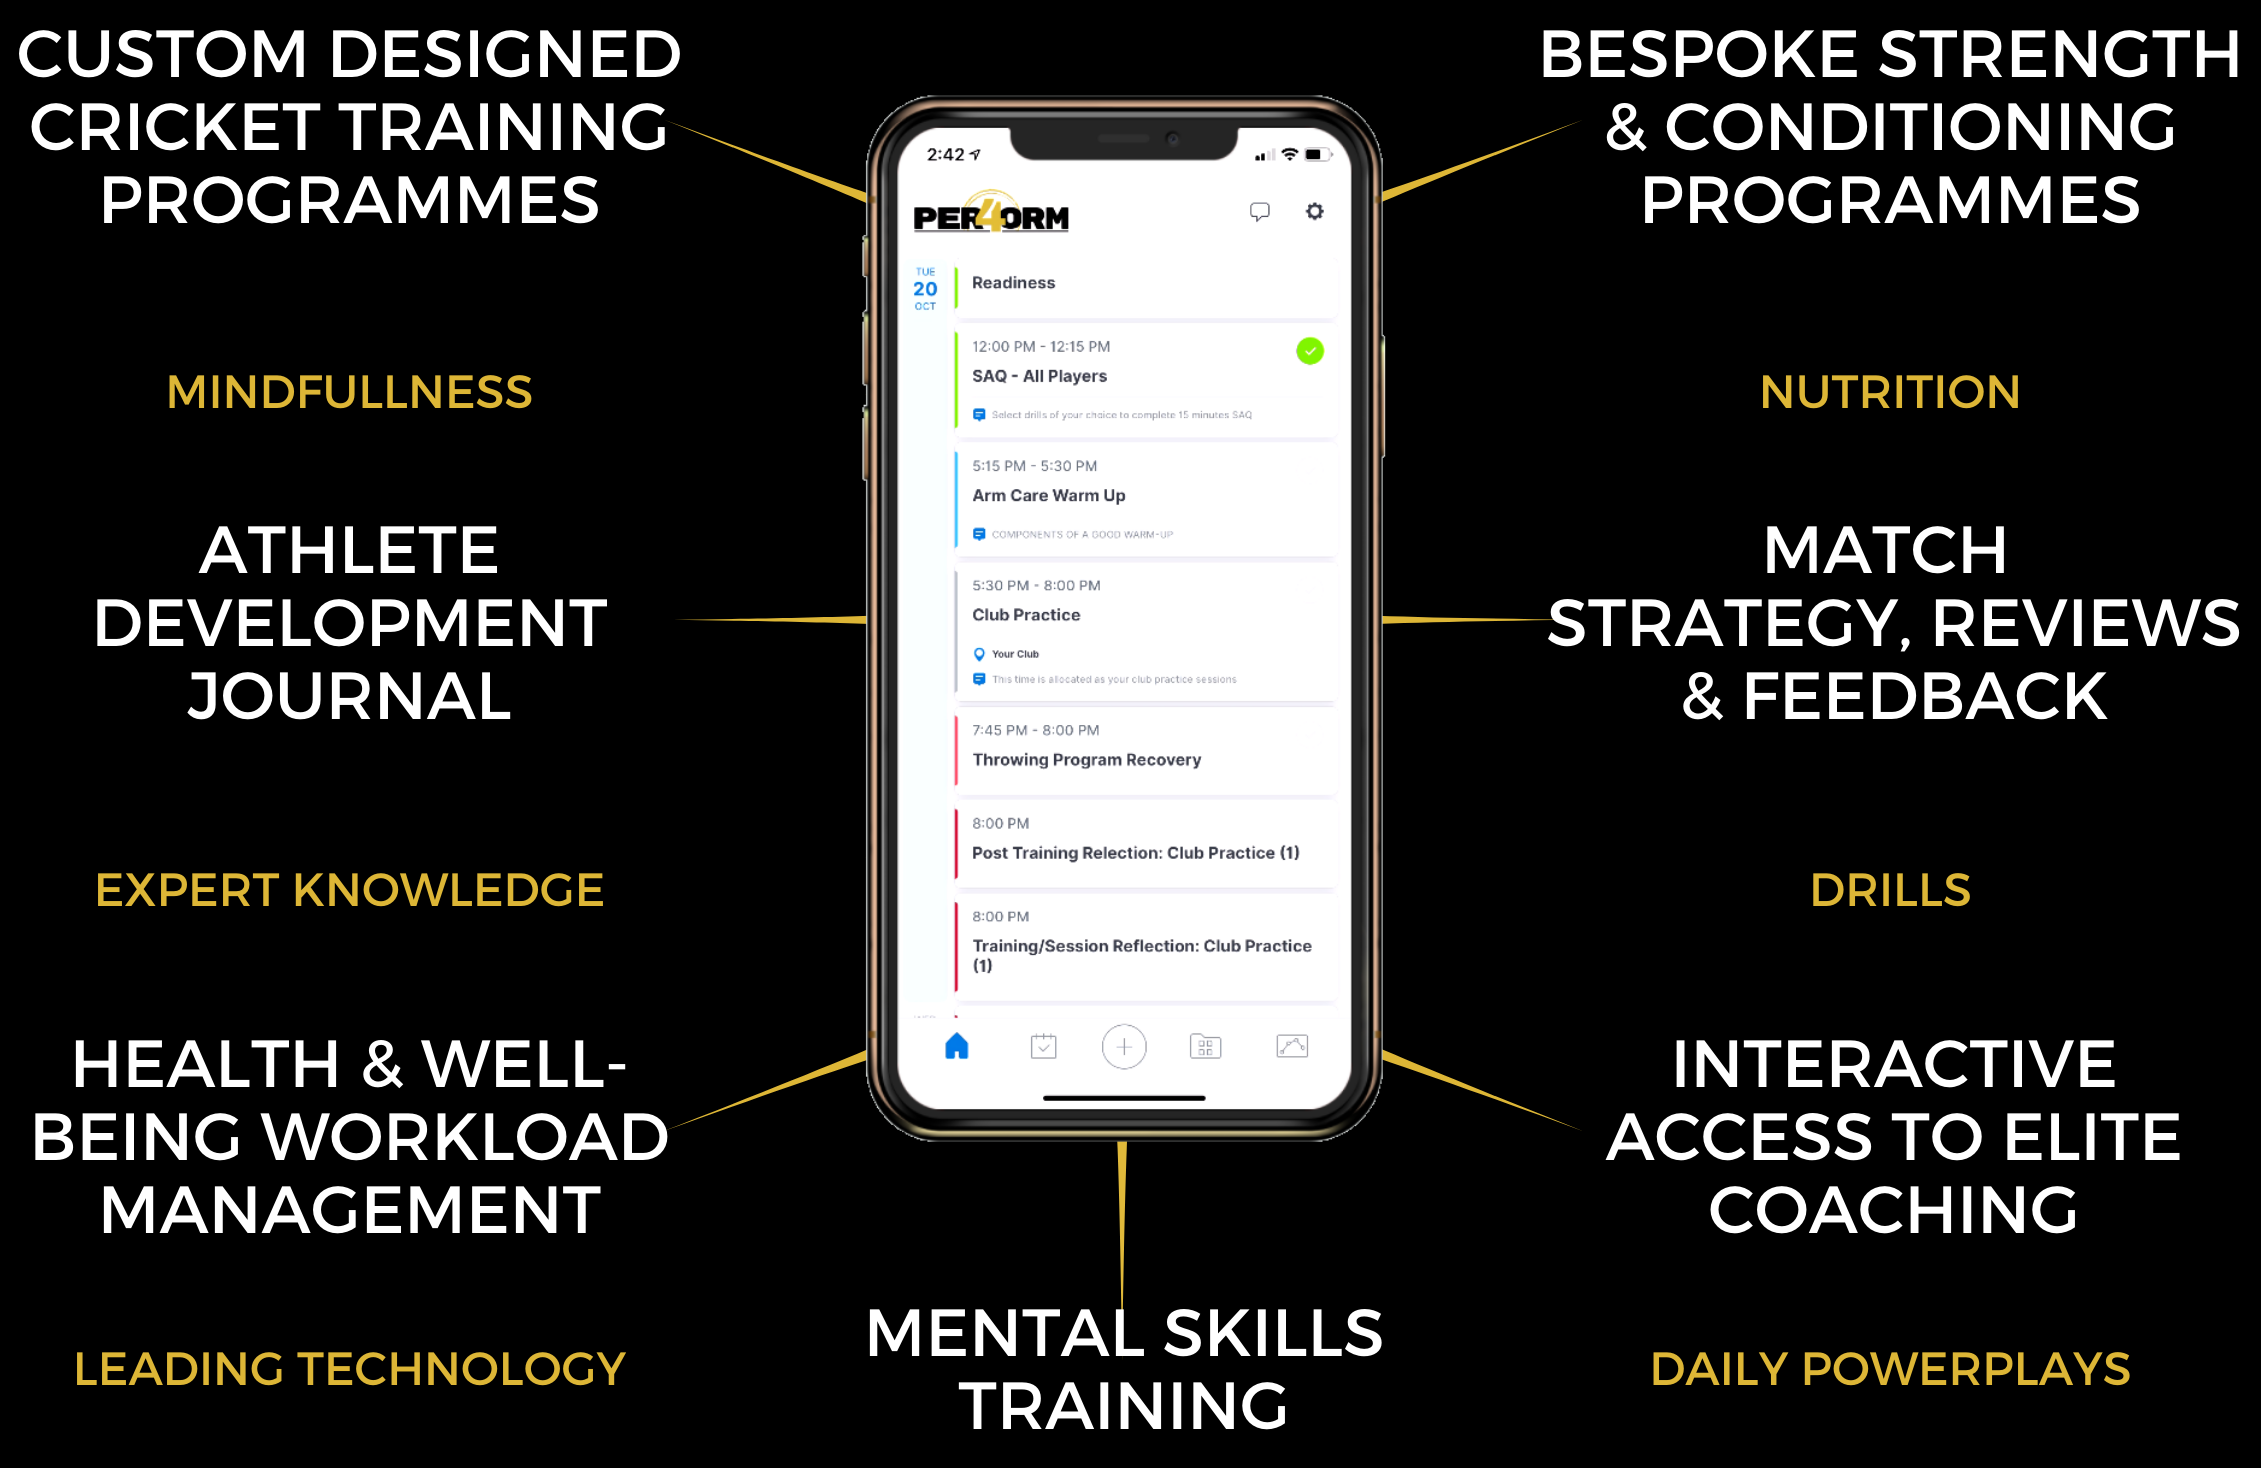 CUSTOM DESIGNED
CRICKET TRAINING
PROGRAMMES
MINDFULLNESS
ATHLETE
DEVELOPMENT
JOURNAL
EXPERT KNOWLEDGE
HEALTH & WELL-
BEING WORKLOAD
MANAGEMENT
LEADING TECHNOLOGY
2:42
PER4ORM
TUE
20
OCT
Readiness
12:00 PM - 12:15 PM
SAQ - All Players
Select drills of your choice to complete 15 minutes SAQ
5:15 PM - 5:30 PM
Arm Care Warm Up
COMPONENTS OF A GOOD WARM-UP
5:30 PM - 8:00 PM
Club Practice
Your Club
This time is allocated as your club practice sessions
7:45 PM - 8:00 PM
Throwing Program Recovery
8:00 PM
Post Training Relection: Club Practice (1)
8:00 PM
Training/Session Reflection: Club Practice
(1)
MENTAL SKILLS
TRAINING
BESPOKE STRENGTH
& CONDITIONING
PROGRAMMES
NUTRITION
MATCH
STRATEGY, REVIEWS
& FEEDBACK
DRILLS
INTERACTIVE
ACCESS TO ELITE
COACHING
DAILY POWERPLAYS